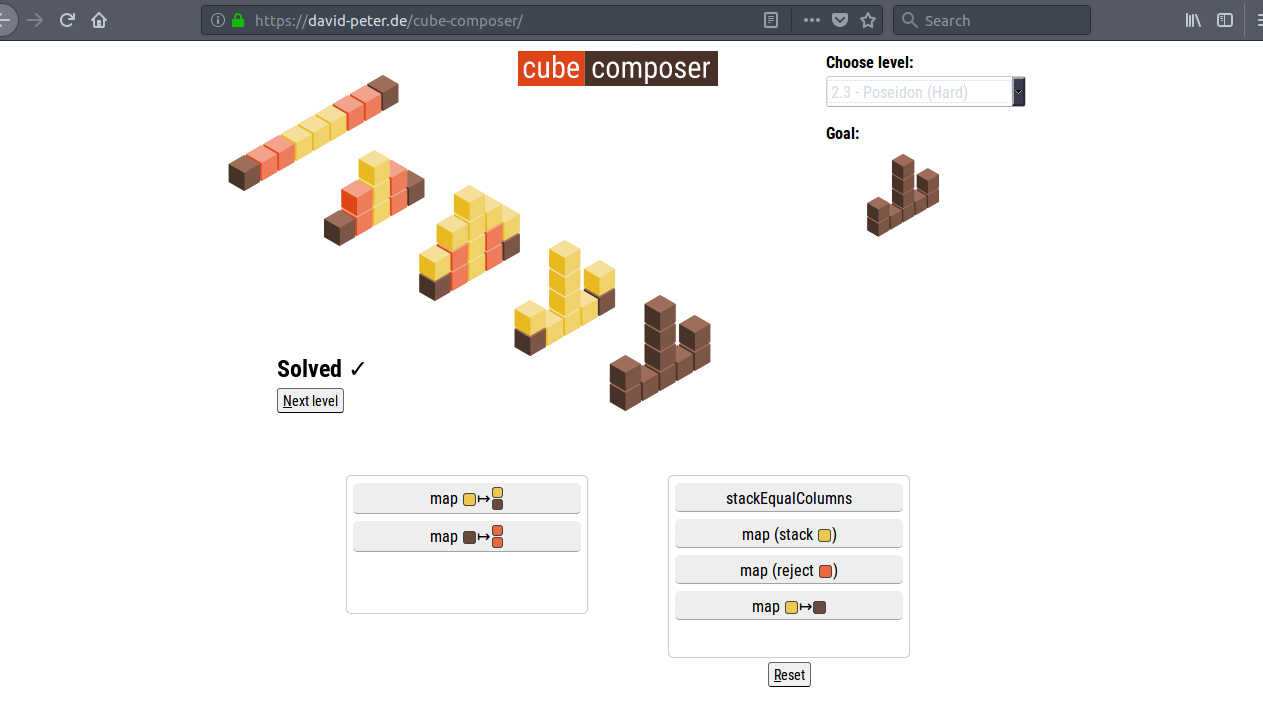 https://david-peter.de/cube-composer/
Search
cube composer
Choose level:
2.3 - Poseidon (Hard)
Goal:
Solved ✓
Next level
map ↦
map ↦
stackEqualColumns
map (stack )
map (reject )
map ↦
Reset